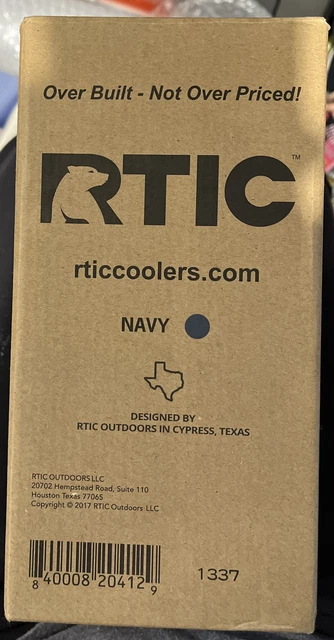 Over Built - Not Over Priced!
RTIC™
rticcoolers.com
NAVY
DESIGNED BY
RTIC OUTDOORS IN CYPRESS, TEXAS
RTIC OUTDOORS LLC
20702 Hempstead Road, Suite 110
Houston Texas 77065
Copyright © 2017 RTIC Outdoors LLC
8 40008 20412 9
1337